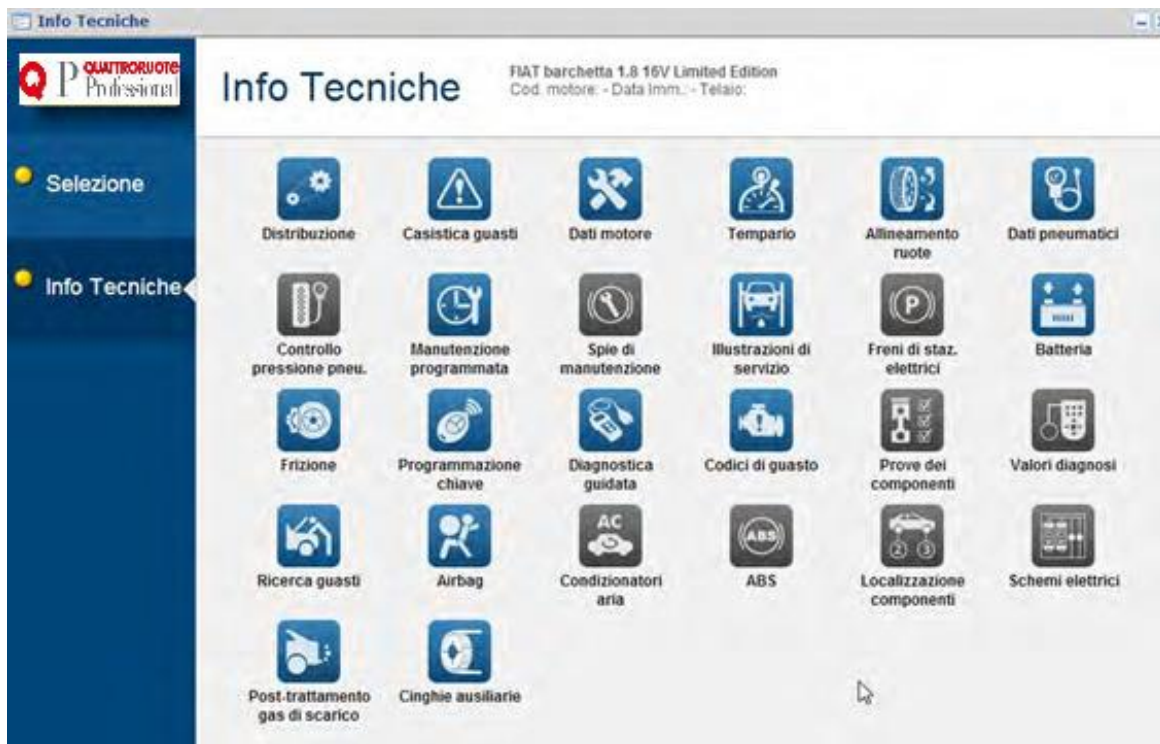 Info Tecniche
QUATTRORUOTE
Professional
Info Tecniche
FIAT barchetta 1.8 16V Limited Edition
Cod. motore: - Data Imm.: - Telaio:
Selezione
Info Tecniche
Distribuzione
Casistica guasti
Dati motore
Tempario
Allineamento
ruote
Dati pneumatici
Controllo
pressione pneu.
Manutenzione
programmata
Spie di
manutenzione
Illustrazioni di
servizio
Freni di staz.
elettrici
Batteria
Frizione
Programmazione
chiave
Diagnostica
guidata
Codici di guasto
Prove dei
componenti
Valori diagnosi
Ricerca guasti
Airbag
AC
Condizionatori
aria
ABS
ABS
Localizzazione
componenti
Schemi elettrici
Post-trattamento
gas di scarico
Cinghie ausiliarie